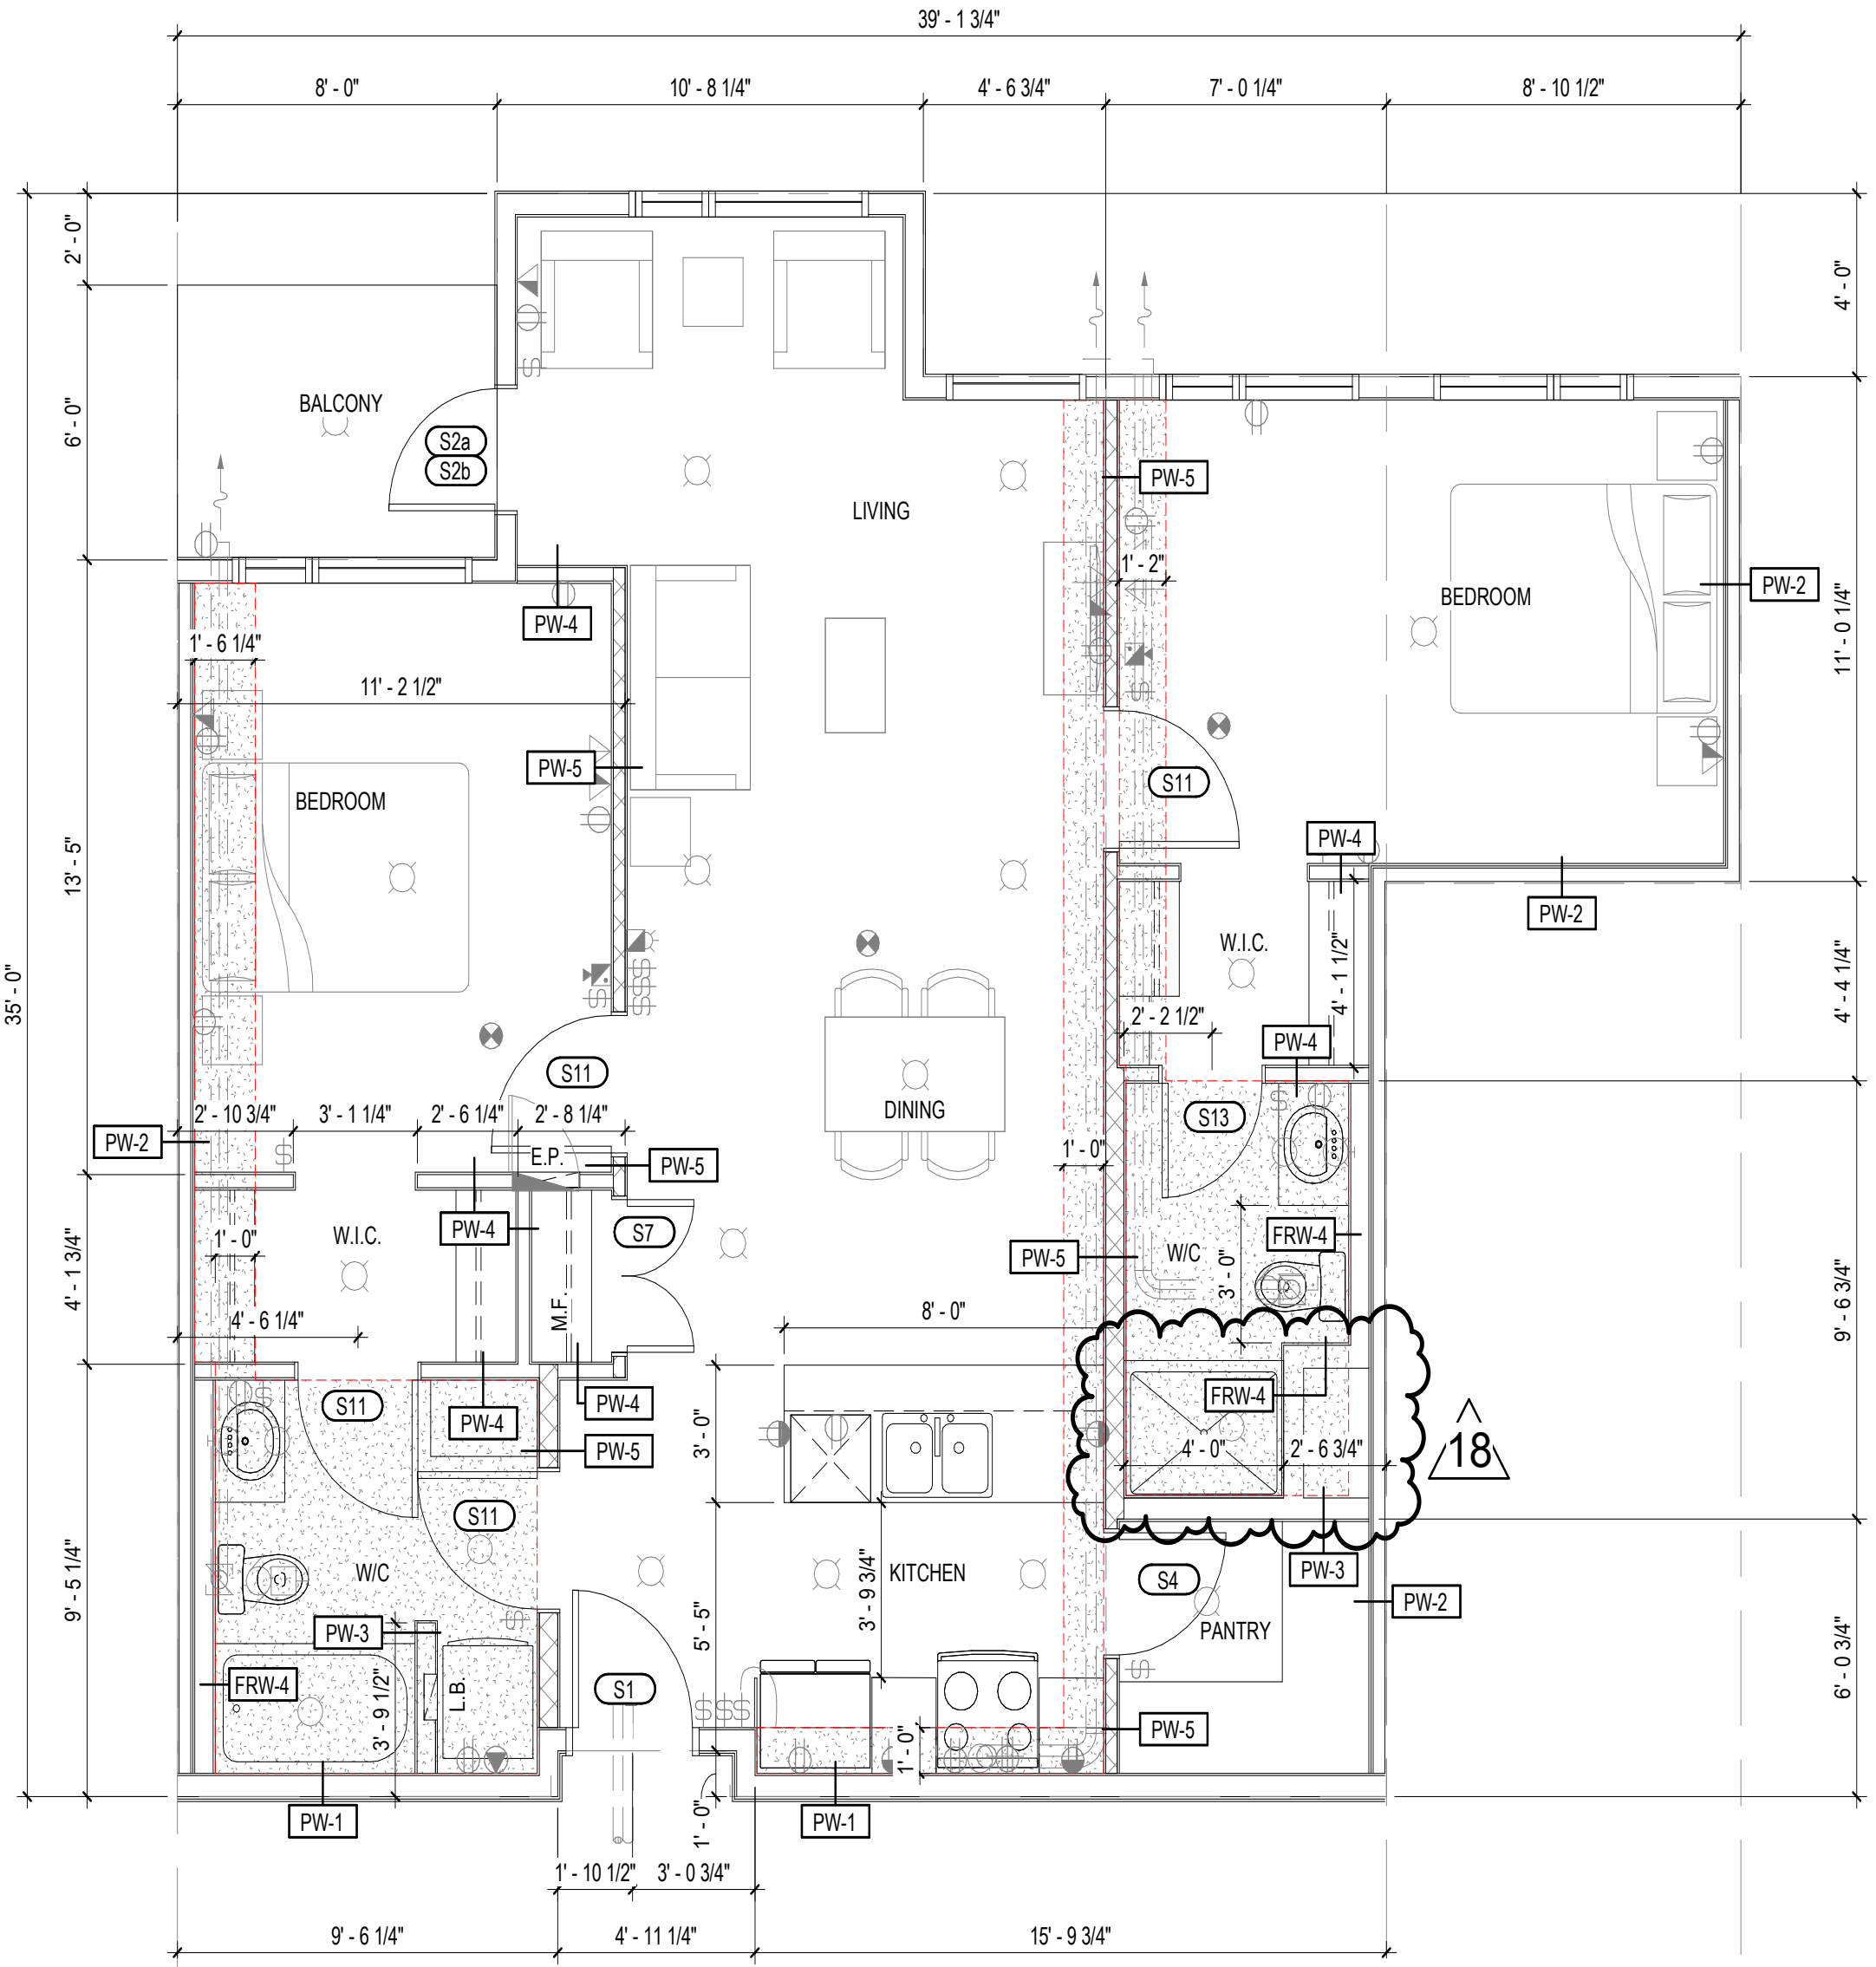 39' - 1 3/4"
8' - 0"
10' - 8 1/4"
4' - 6 3/4"
7' - 0 1/4"
8' - 10 1/2"
2' - 0"
4' - 0"
BALCONY
6' - 0"
S2a
S2b
PW-5
LIVING
1' - 2"
PW-2
BEDROOM
PW-4
11' - 0 1/4"
1' - 6 1/4"
11' - 2 1/2"
PW-5
S11
BEDROOM
PW-4
13' - 5"
PW-2
W.I.C.
4' - 1 1/2"
35' - 0"
4' - 4 1/4"
2' - 2 1/2"
PW-4
S11
2' - 10 3/4"
3' - 1 1/4"
2' - 6 1/4"
2' - 8 1/4"
DINING
S13
PW-2
E.P.
PW-5
1' - 0"
PW-4
S7
W.I.C.
1' - 0"
PW-5
W/C
FRW-4
3' - 0"
4' - 1 3/4"
M.F.
4' - 6 1/4"
8' - 0"
9' - 6 3/4"
S11
PW-4
PW-4
FRW-4
PW-5
3' - 0"
4' - 0"
2' - 6 3/4"
18
S11
W/C
KITCHEN
3' - 9 3/4"
S4
PW-3
9' - 5 1/4"
5' - 5"
PW-2
PW-3
PANTRY
FRW-4
L.B.
S1
6' - 0 3/4"
3' - 9 1/2"
PW-5
1' - 0"
PW-1
1' - 0"
PW-1
1' - 10 1/2"
3' - 0 3/4"
9' - 6 1/4"
4' - 11 1/4"
15' - 9 3/4"